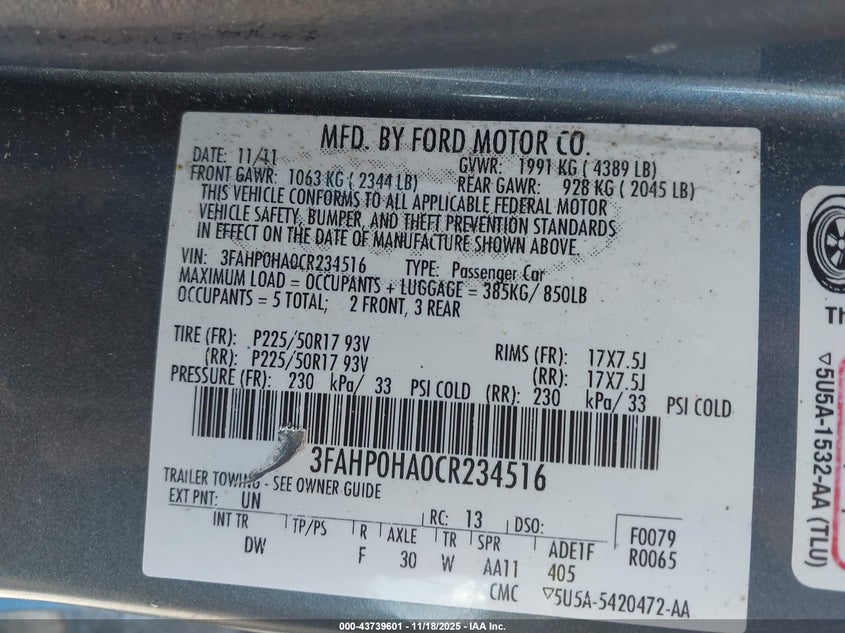 MFD. BY FORD MOTOR CO.
DATE: 11/11 GVWR: 1991 KG ( 4389 LB)
FRONT GAWR: 1063 KG ( 2344 LB) REAR GAWR: 928 KG ( 2045 LB)
THIS VEHICLE CONFORMS TO ALL APPLICABLE FEDERAL MOTOR
VEHICLE SAFETY, BUMPER, AND THEFT PREVENTION STANDARDS
IN EFFECT ON THE DATE OF MANUFACTURE SHOWN ABOVE.
VIN: 3FAHP0HA0CR234516 TYPE: Passenger Car
MAXIMUM LOAD = OCCUPANTS + LUGGAGE = 385KG/ 850LB
OCCUPANTS = 5 TOTAL; 2 FRONT, 3 REAR
TIRE (FR): P225/50R17 93V RIMS (FR): 17X7.5J
(RR): P225/50R17 93V (RR): 17X7.5J
PRESSURE (FR): 230 kPa/ 33 PSI COLD (RR): 230 kPa/ 33 PSI COLD
3FAHP0HA0CR234516
TRAILER TOWING - SEE OWNER GUIDE
EXT PNT: UN RC: 13 DSO: F0079
INT TR TP/PS R AXLE TR SPR ADE1F R0065
DW F 30 W AA11 405
CMC ▽5U5A-5420472-AA
Th
▽5U5A-1532-AA (TLU)
000-43739601 - 11/18/2025 - IAA Inc.